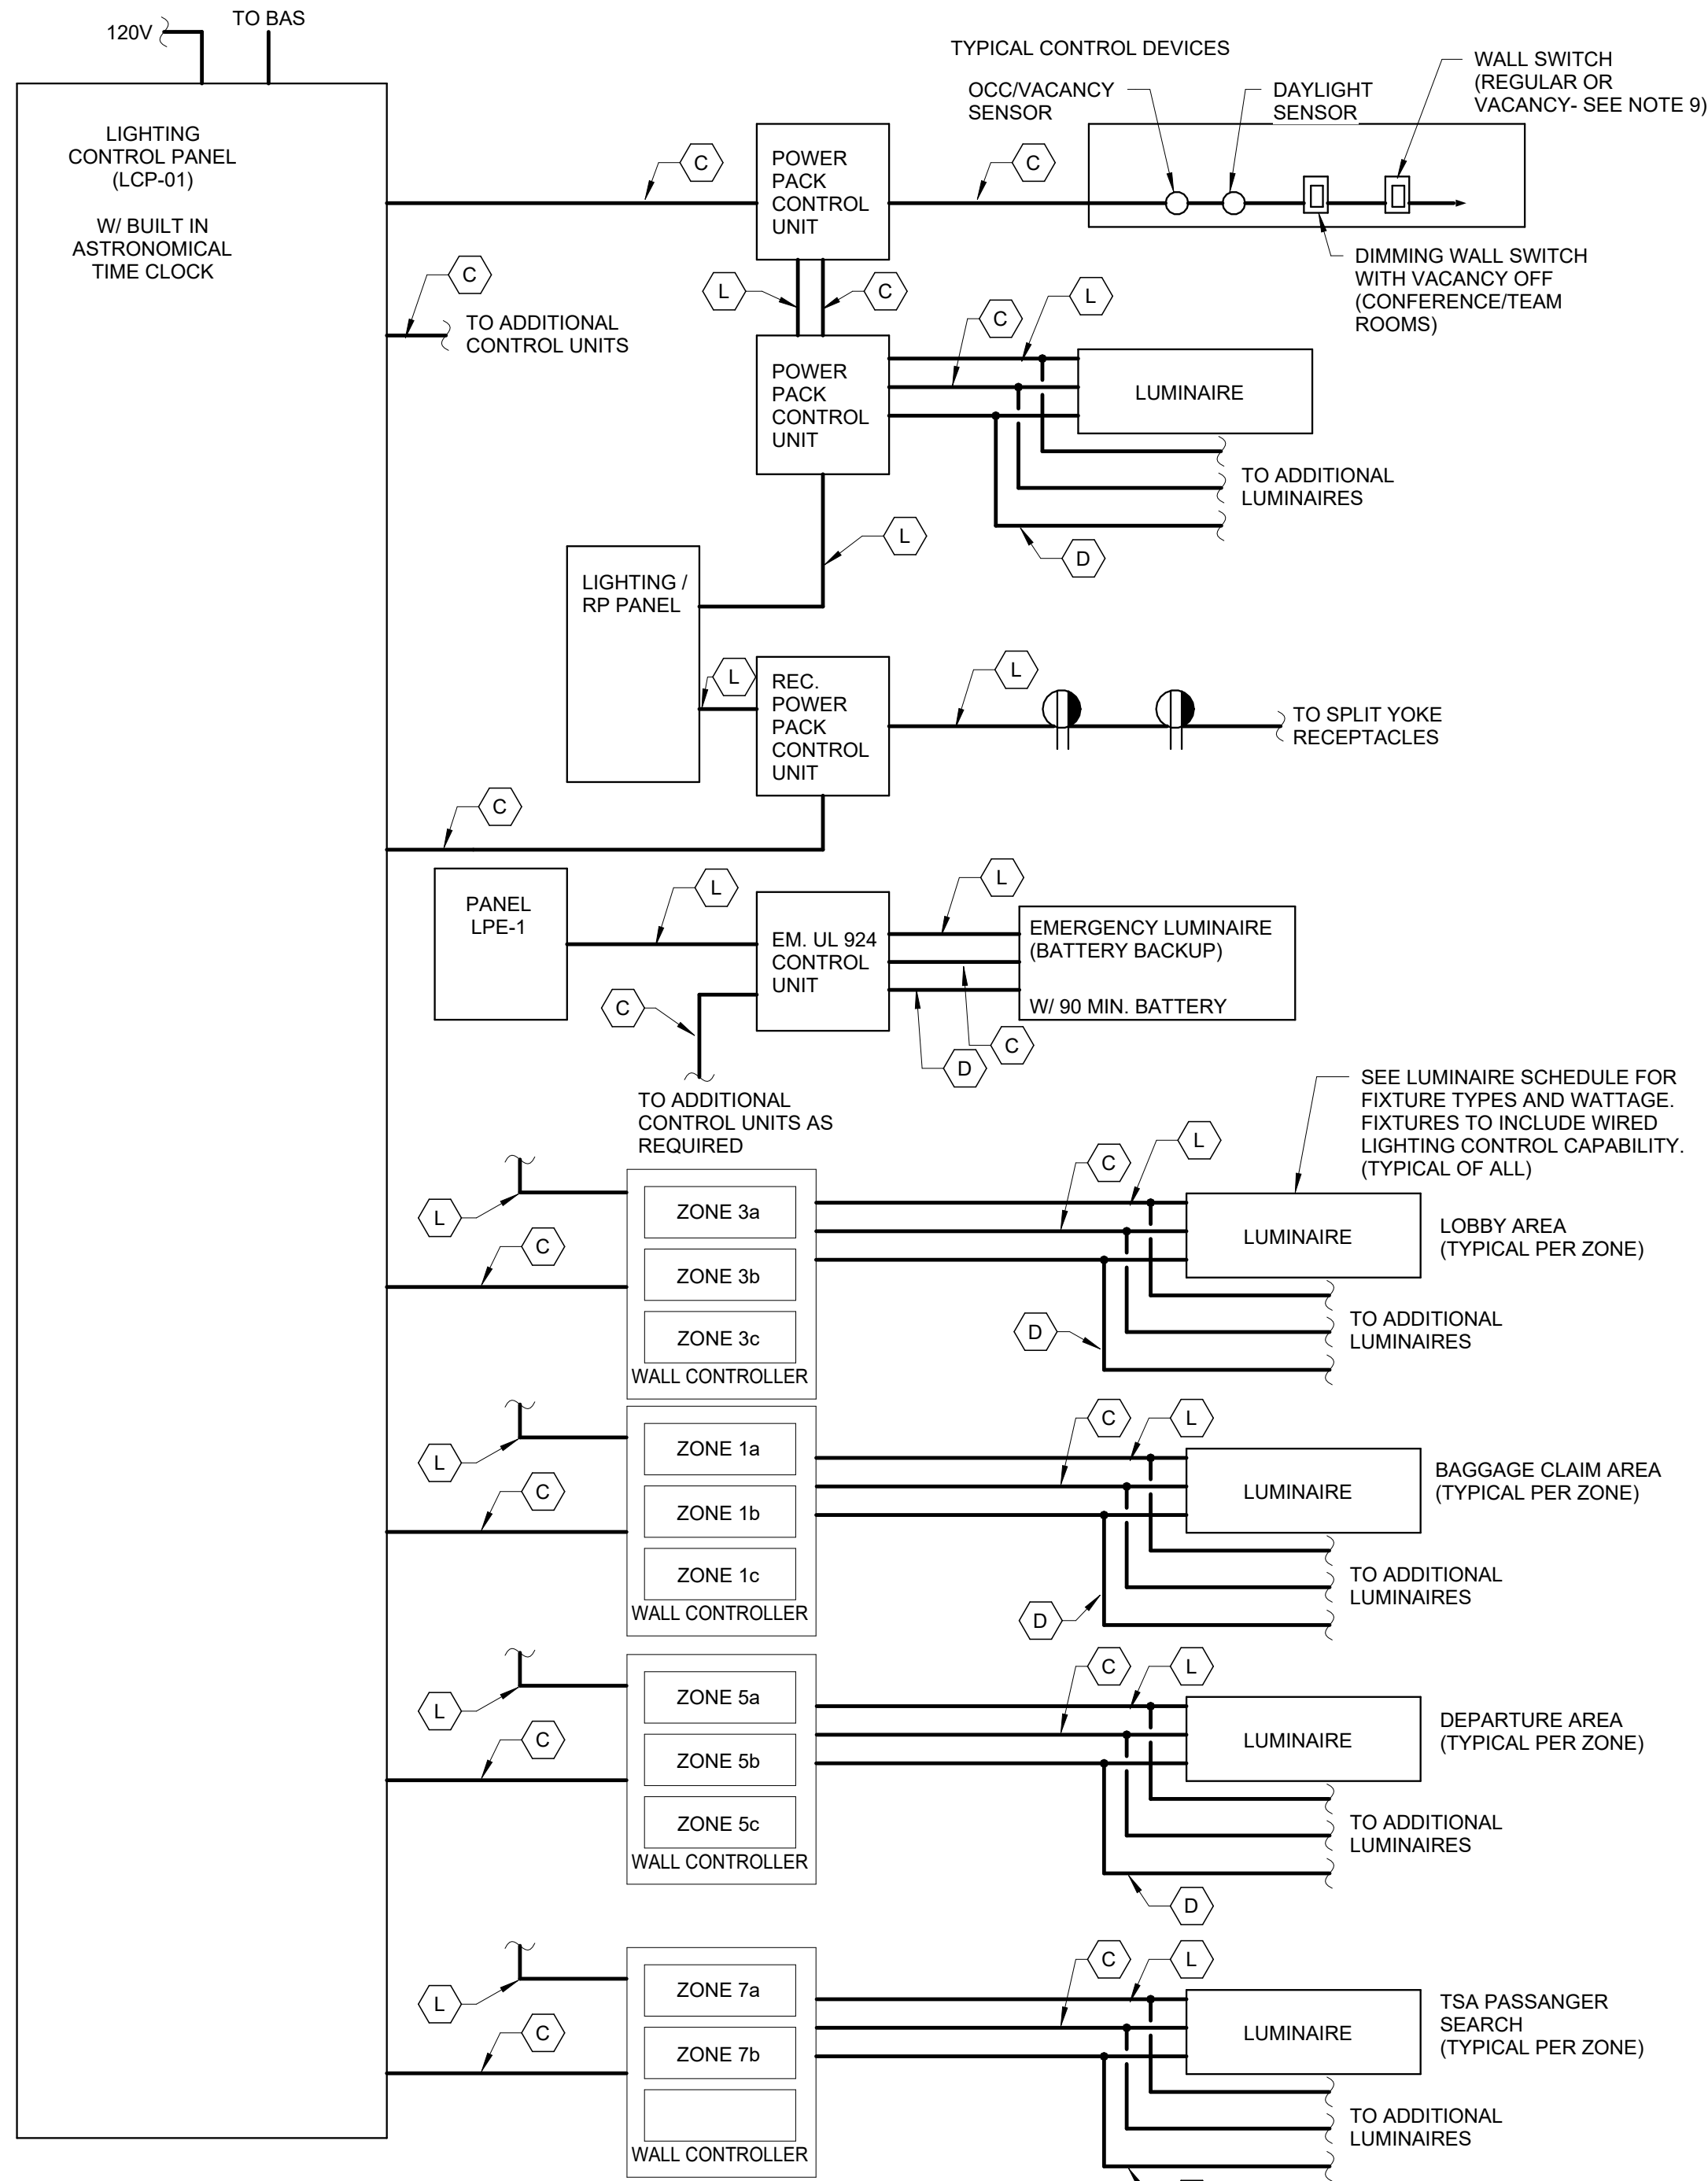 120V
TO BAS
LIGHTING
CONTROL PANEL
(LCP-01)
W/ BUILT IN
ASTRONOMICAL
TIME CLOCK
TYPICAL CONTROL DEVICES
OCC/VACANCY
SENSOR
DAYLIGHT
SENSOR
WALL SWITCH
(REGULAR OR
VACANCY- SEE NOTE 9)
C
POWER
PACK
CONTROL
UNIT
C
DIMMING WALL SWITCH
WITH VACANCY OFF
(CONFERENCE/TEAM
ROOMS)
C
TO ADDITIONAL
CONTROL UNITS
L
C
POWER
PACK
CONTROL
UNIT
C
L
LUMINAIRE
TO ADDITIONAL
LUMINAIRES
D
L
LIGHTING /
RP PANEL
L
REC.
POWER
PACK
CONTROL
UNIT
L
TO SPLIT YOKE
RECEPTACLES
C
PANEL
LPE-1
L
EM. UL 924
CONTROL
UNIT
L
EMERGENCY LUMINAIRE
(BATTERY BACKUP)
W/ 90 MIN. BATTERY
C
D
C
TO ADDITIONAL
CONTROL UNITS AS
REQUIRED
SEE LUMINAIRE SCHEDULE FOR
FIXTURE TYPES AND WATTAGE.
FIXTURES TO INCLUDE WIRED
LIGHTING CONTROL CAPABILITY.
(TYPICAL OF ALL)
L
C
ZONE 3a
ZONE 3b
ZONE 3c
WALL CONTROLLER
C
L
LUMINAIRE
LOBBY AREA
(TYPICAL PER ZONE)
D
TO ADDITIONAL
LUMINAIRES
L
C
ZONE 1a
ZONE 1b
ZONE 1c
WALL CONTROLLER
C
L
LUMINAIRE
BAGGAGE CLAIM AREA
(TYPICAL PER ZONE)
D
TO ADDITIONAL
LUMINAIRES
L
C
ZONE 5a
ZONE 5b
ZONE 5c
WALL CONTROLLER
C
L
LUMINAIRE
DEPARTURE AREA
(TYPICAL PER ZONE)
TO ADDITIONAL
LUMINAIRES
D
L
C
ZONE 7a
ZONE 7b
WALL CONTROLLER
C
L
LUMINAIRE
TSA PASSANGER
SEARCH
(TYPICAL PER ZONE)
TO ADDITIONAL
LUMINAIRES